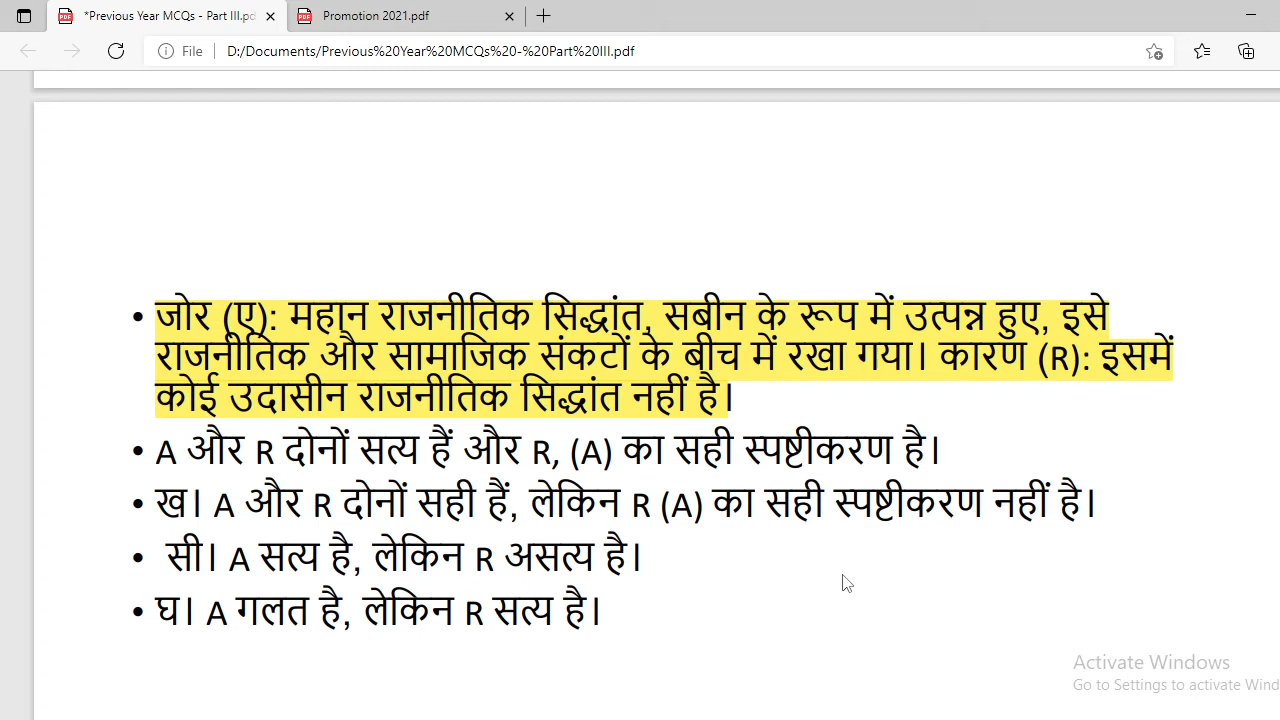 *Previous Year MCQs - Part III.pd
Promotion 2021.pdf
File
D:/Documents/Previous%20Year%20MCQs%20-%20Part%20III.pdf
• जोर (ए): महान राजनीतिक सिद्धांत, सबीन के रूप में उत्पन्न हुए, इसे
राजनीतिक और सामाजिक संकटों के बीच में रखा गया। कारण (R): इसमें
कोई उदासीन राजनीतिक सिद्धांत नहीं है।
• A और R दोनों सत्य हैं और R, (A) का सही स्पष्टीकरण है।
• ख। A और R दोनों सही हैं, लेकिन R (A) का सही स्पष्टीकरण नहीं है।
• सी। A सत्य है, लेकिन R असत्य है।
• घ। A गलत है, लेकिन R सत्य है।
Activate Windows
Go to Settings to activate Wind